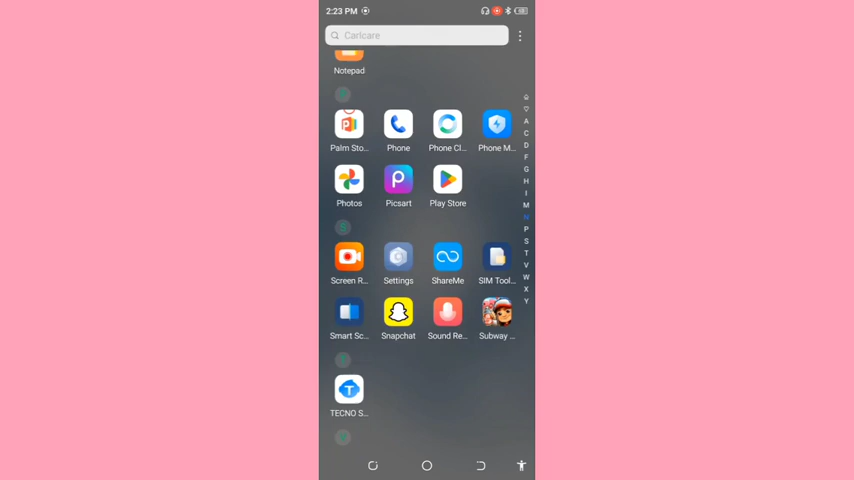 2:23 PM
Carlcare
Notepad
Palm Sto... Phone Phone Cl... Phone M...
Photos Picsart Play Store
S
Screen R... Settings ShareMe SIM Tool...
Smart Sc... Snapchat Sound Re... Subway ...
TECNO S...
A
C
D
F
G
H
I
M
N
P
S
T
V
W
X
Y